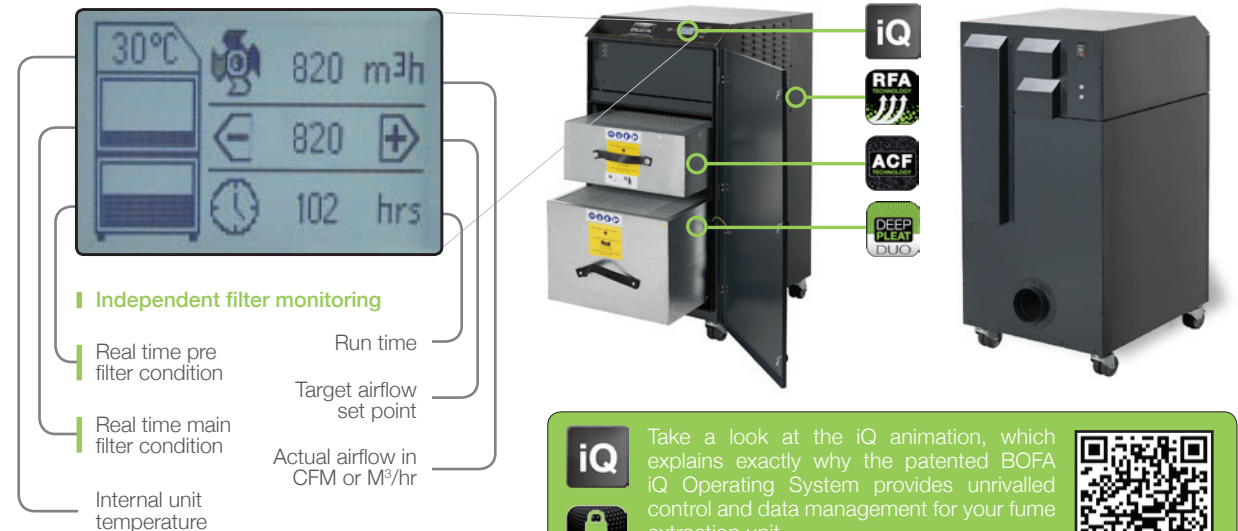 30°C
820 m³h
820
102 hrs
Independent filter monitoring
Real time pre
filter condition
Real time main
filter condition
Internal unit
temperature
Run time
Target airflow
set point
Actual airflow in
CFM or M³/hr
BOFA
iQ
RFA
TECHNOLOGY
ACF
TECHNOLOGY
DEEP
PLEAT
DUO
iQ
Take a look at the iQ animation, which
explains exactly why the patented BOFA
iQ Operating System provides unrivalled
control and data management for your fume
extraction unit